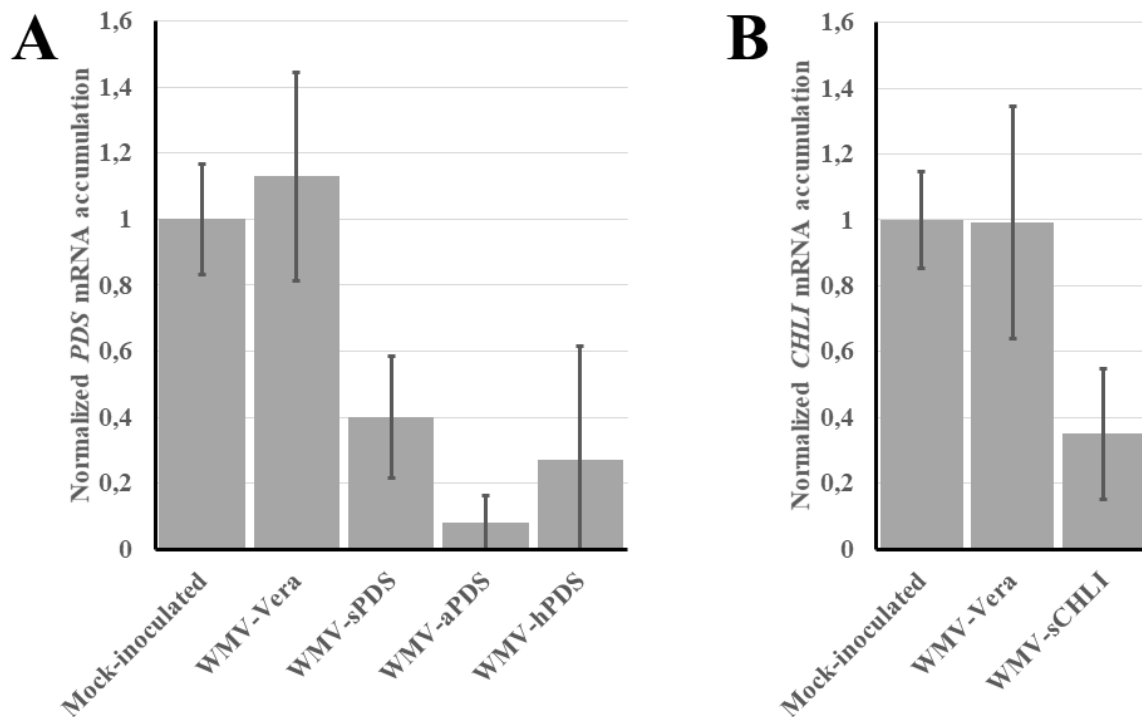 A
Normalized PDS mRNA accumulation
1,6
1,4
1,2
1
0,8
0,6
0,4
0,2
0
Mock-inoculated
WMV-Vera
WMV-sPDS
WMV-aPDS
WMV-hPDS
B
Normalized CHLI mRNA accumulation
1,6
1,4
1,2
1
0,8
0,6
0,4
0,2
0
Mock-inoculated
WMV-Vera
WMV-sCHLI